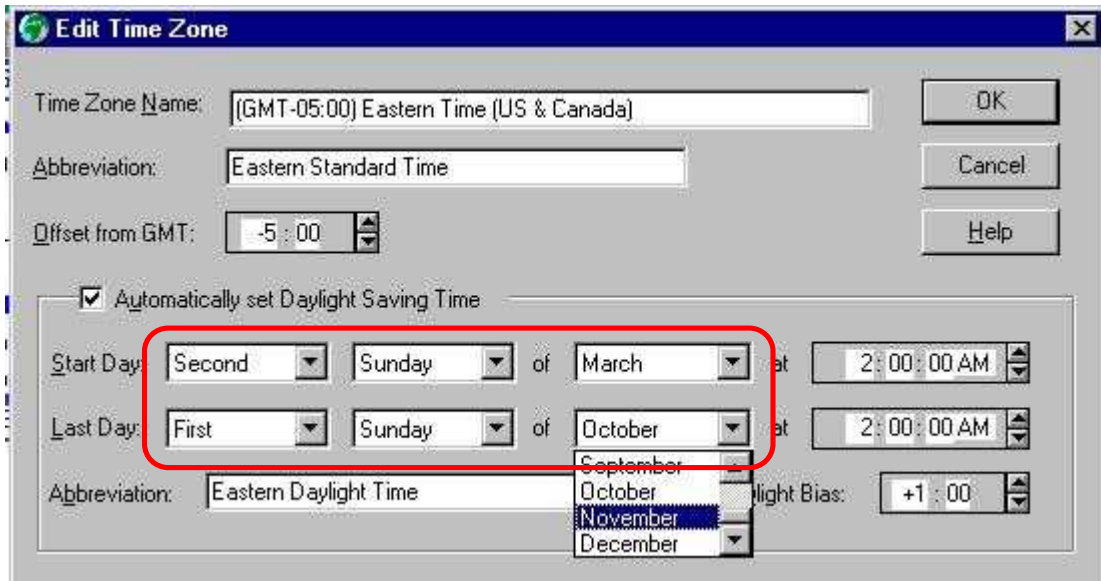 Edit Time Zone
Time Zone Name: (GMT-05:00) Eastern Time (US & Canada) OK
Abbreviation: Eastern Standard Time Cancel
Offset from GMT: -5 : 00 Help
Automatically set Daylight Saving Time
Start Day: Second Sunday of March at 2:00:00 AM
Last Day: First Sunday of October at 2:00:00 AM
September
Abbreviation: Eastern Daylight Time October light Bias: +1 : 00
November
December